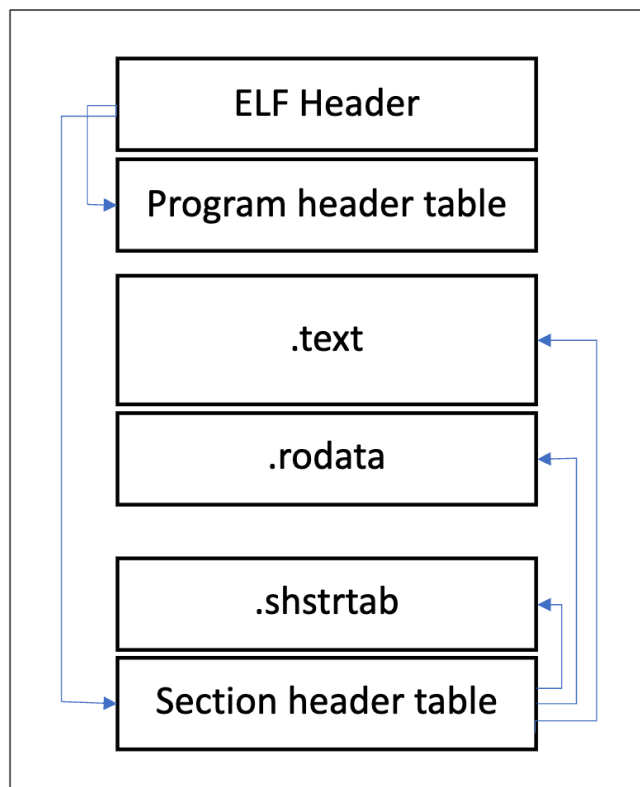 ELF Header
Program header table
.text
.rodata
.shstrtab
Section header table